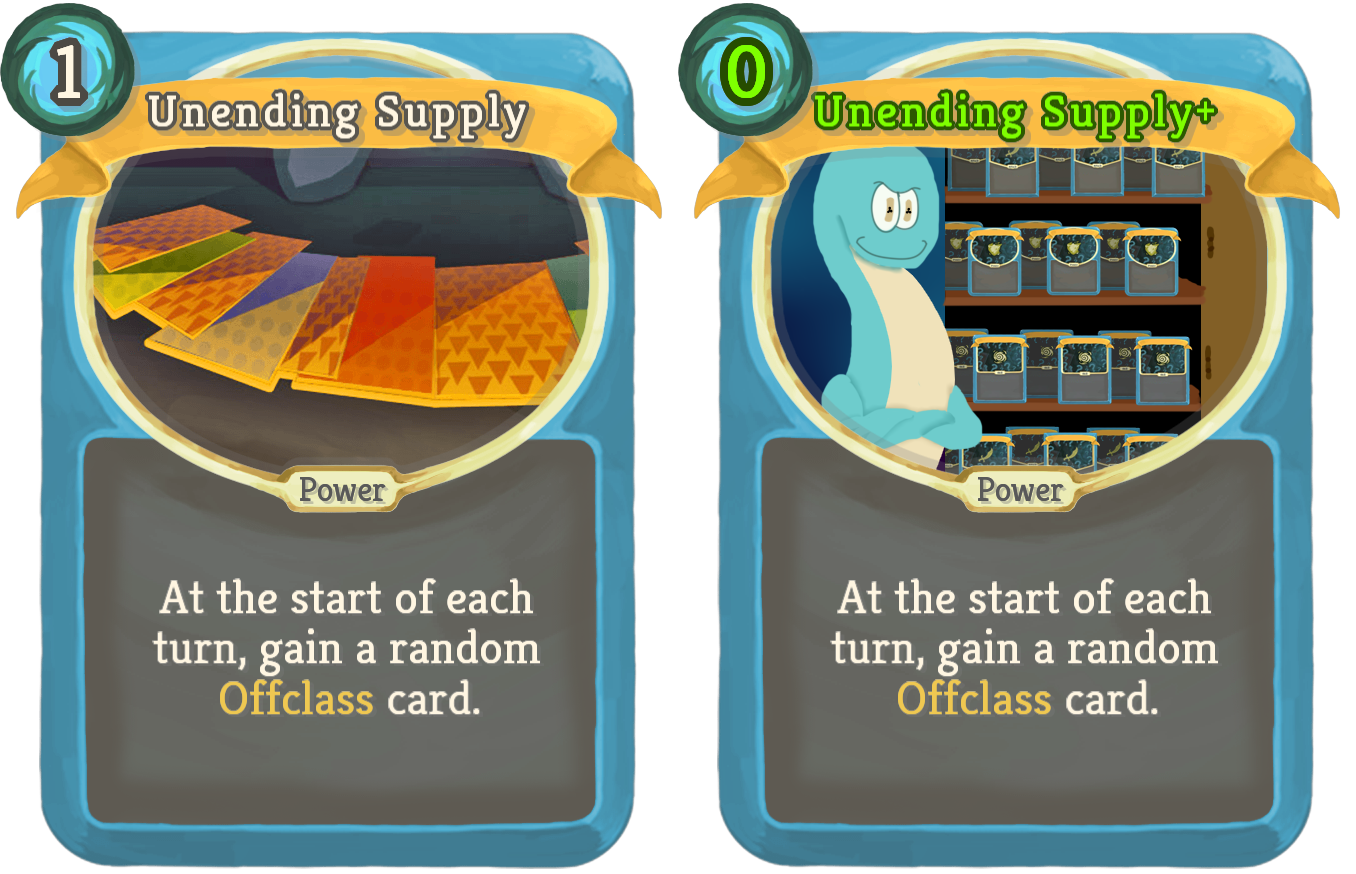 1
Unending Supply
Power
At the start of each
turn, gain a random
Offclass card.
0
Unending Supply+
Power
At the start of each
turn, gain a random
Offclass card.